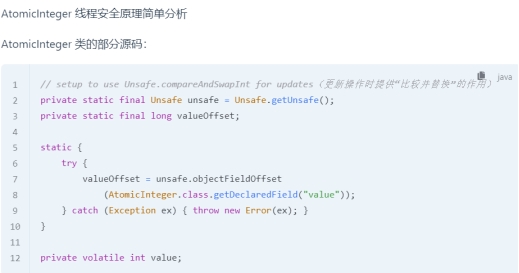 AtomicInteger 线程安全原理简单分析
AtomicInteger 类的部分源码：
java
1 // setup to use Unsafe.compareAndSwapInt for updates（更新操作时提供“比较并替换”的作用）
2 private static final Unsafe unsafe = Unsafe.getUnsafe();
3 private static final long valueOffset;
4
5 static {
6 try {
7 valueOffset = unsafe.objectFieldOffset
8 (AtomicInteger.class.getDeclaredField("value"));
9 } catch (Exception ex) { throw new Error(ex); }
10 }
11
12 private volatile int value;